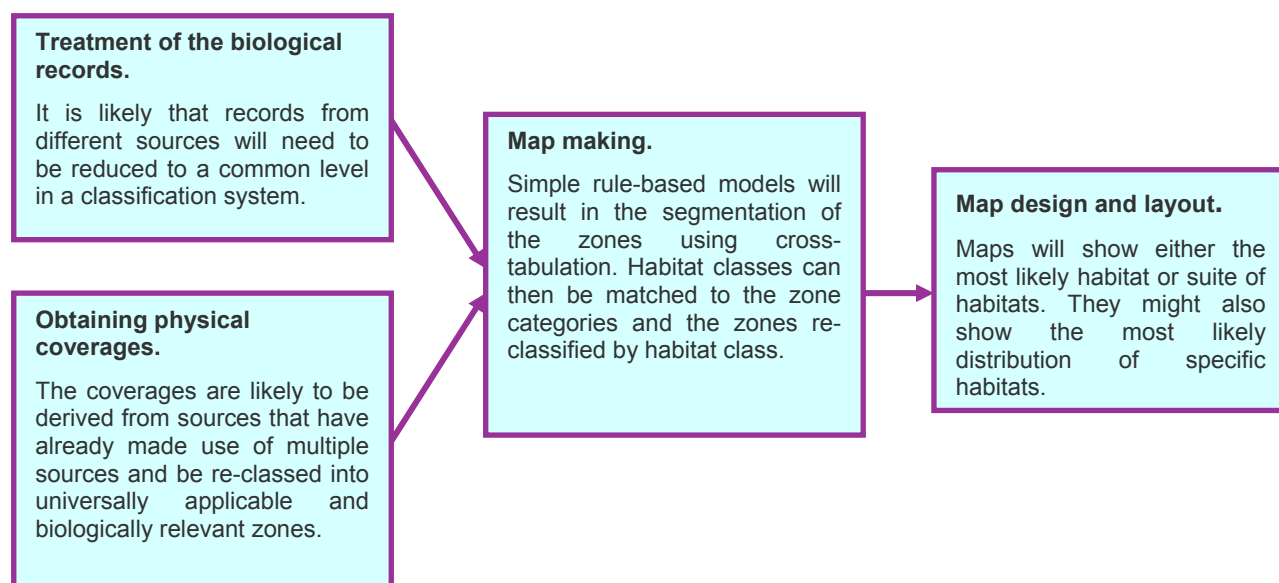 Treatment of the biological
records.
It is likely that records from
different sources will need to
be reduced to a common level
in a classification system.
Obtaining physical
coverages.
The coverages are likely to be
derived from sources that have
already made use of multiple
sources and be re-classed into
universally applicable and
biologically relevant zones.
Map making.
Simple rule-based models will
result in the segmentation of
the zones using cross-
tabulation. Habitat classes can
then be matched to the zone
categories and the zones re-
classified by habitat class.
Map design and layout.
Maps will show either the
most likely habitat or suite of
habitats. They might also
show the most likely
distribution of specific
habitats.